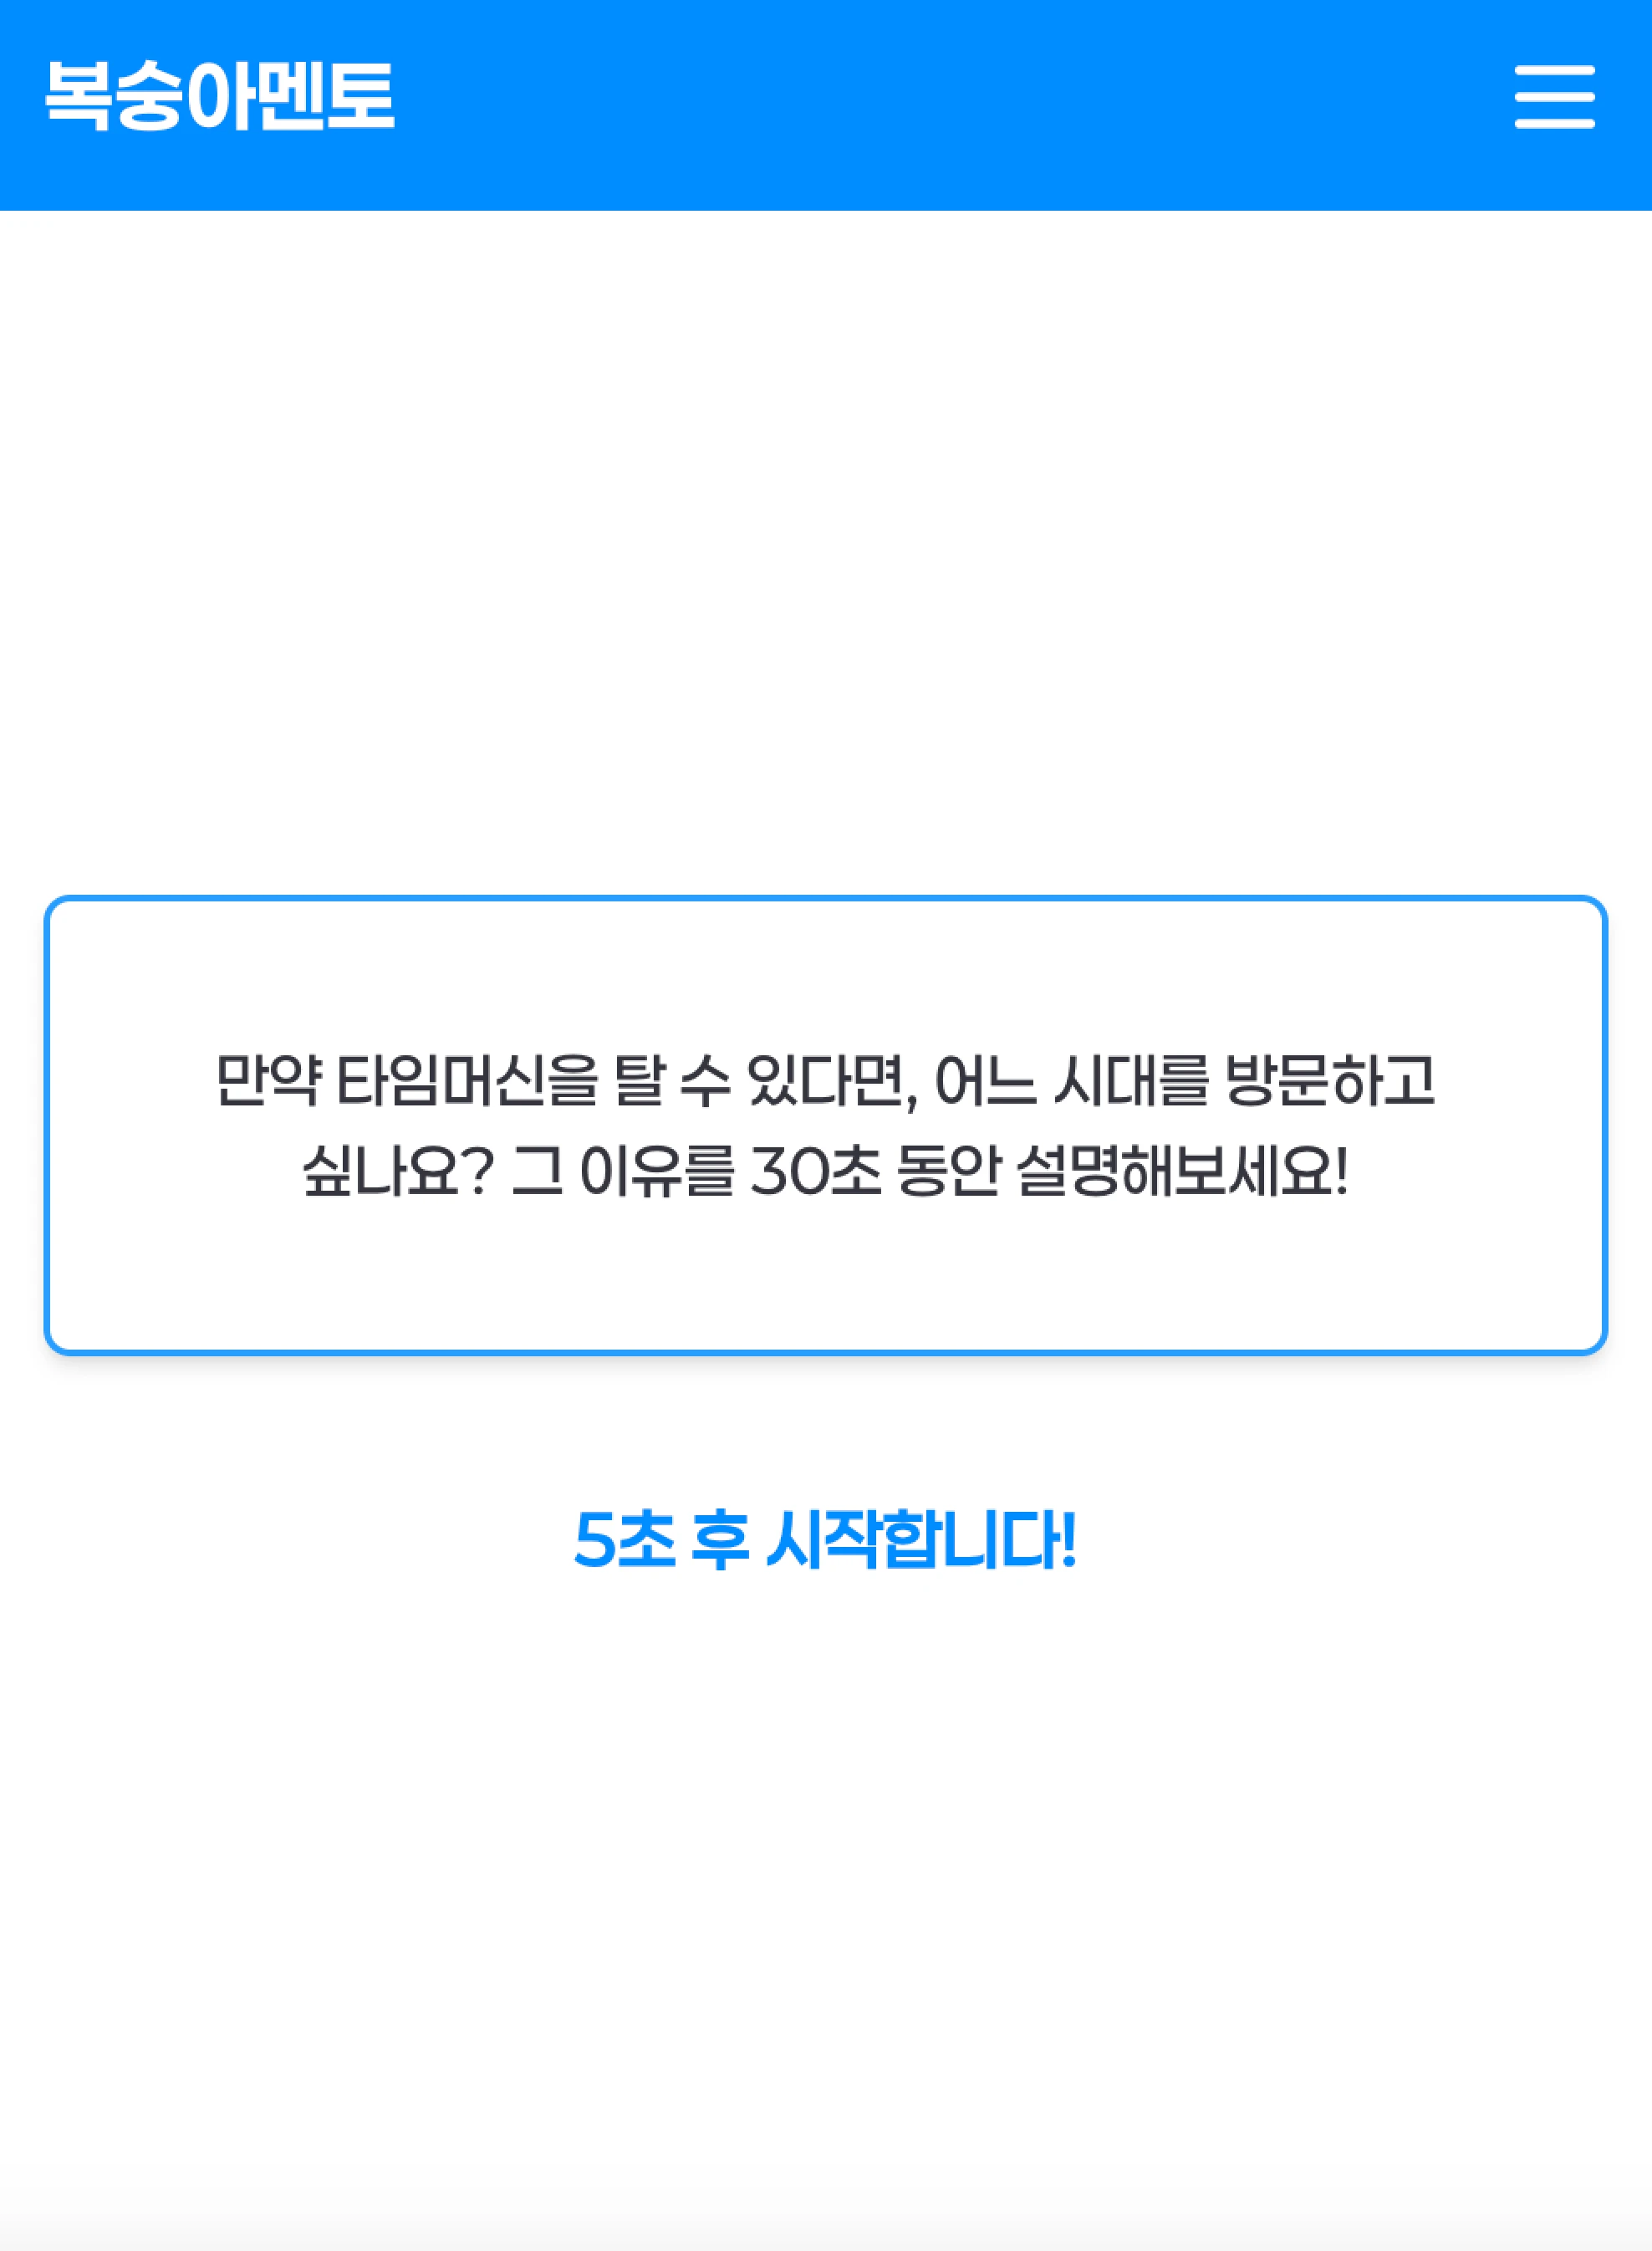 복숭아멘토
만약 타임머신을 탈 수 있다면, 어느 시대를 방문하고
싶나요? 그 이유를 30초 동안 설명해보세요!
5초 후 시작합니다!